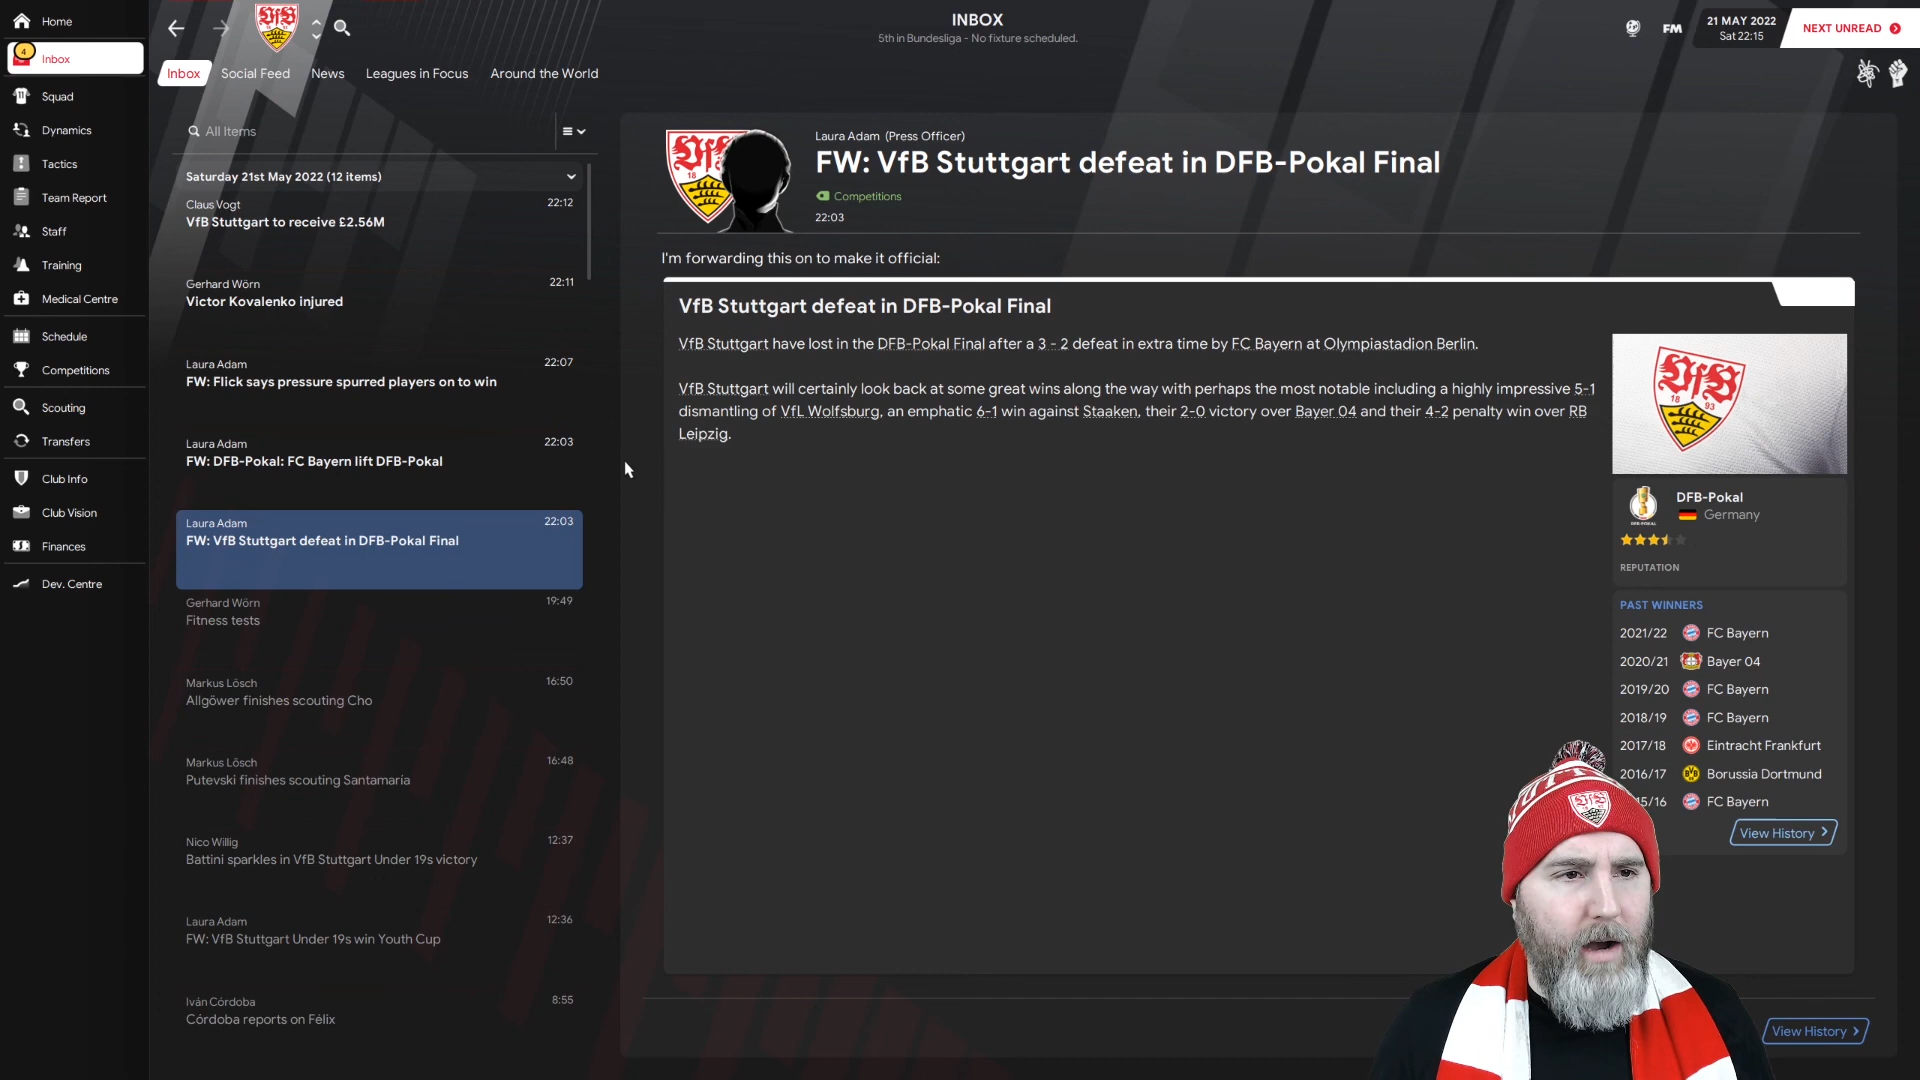 Home
INBOX
5th in Bundesliga - No fixture scheduled.
FM
21 MAY 2022
Sat 22:15
NEXT UNREAD
4
Inbox
Squad
Dynamics
Tactics
Team Report
Staff
Training
Medical Centre
Schedule
Competitions
Scouting
Transfers
Club Info
Club Vision
Finances
Dev. Centre
Inbox
Social Feed
News
Leagues in Focus
Around the World
All Items
Saturday 21st May 2022 (12 items)
Claus Vogt
22:12
VfB Stuttgart to receive £2.56M
Gerhard Wörn
22:11
Victor Kovalenko injured
Laura Adam
22:07
FW: Flick says pressure spurred players on to win
Laura Adam
22:03
FW: DFB-Pokal: FC Bayern lift DFB-Pokal
Laura Adam
22:03
FW: VfB Stuttgart defeat in DFB-Pokal Final
Gerhard Wörn
19:49
Fitness tests
Markus Lösch
16:50
Allgöwer finishes scouting Cho
Markus Lösch
16:48
Putevski finishes scouting Santamaría
Nico Willig
12:37
Battini sparkles in VfB Stuttgart Under 19s victory
Laura Adam
12:36
FW: VfB Stuttgart Under 19s win Youth Cup
Iván Córdoba
8:55
Córdoba reports on Félix
Laura Adam (Press Officer)
FW: VfB Stuttgart defeat in DFB-Pokal Final
Competitions
22:03
I'm forwarding this on to make it official:
VfB Stuttgart defeat in DFB-Pokal Final
VfB Stuttgart have lost in the DFB-Pokal Final after a 3 - 2 defeat in extra time by FC Bayern at Olympiastadion Berlin.
VfB Stuttgart will certainly look back at some great wins along the way with perhaps the most notable including a highly impressive 5-1
dismantling of VfL Wolfsburg, an emphatic 6-1 win against Staaken, their 2-0 victory over Bayer 04 and their 4-2 penalty win over RB
Leipzig.
VfB
18 93
DFB-Pokal
Germany
REPUTATION
PAST WINNERS
2021/22 FC Bayern
2020/21 Bayer 04
2019/20 FC Bayern
2018/19 FC Bayern
2017/18 Eintracht Frankfurt
2016/17 Borussia Dortmund
15/16 FC Bayern
View History
View History